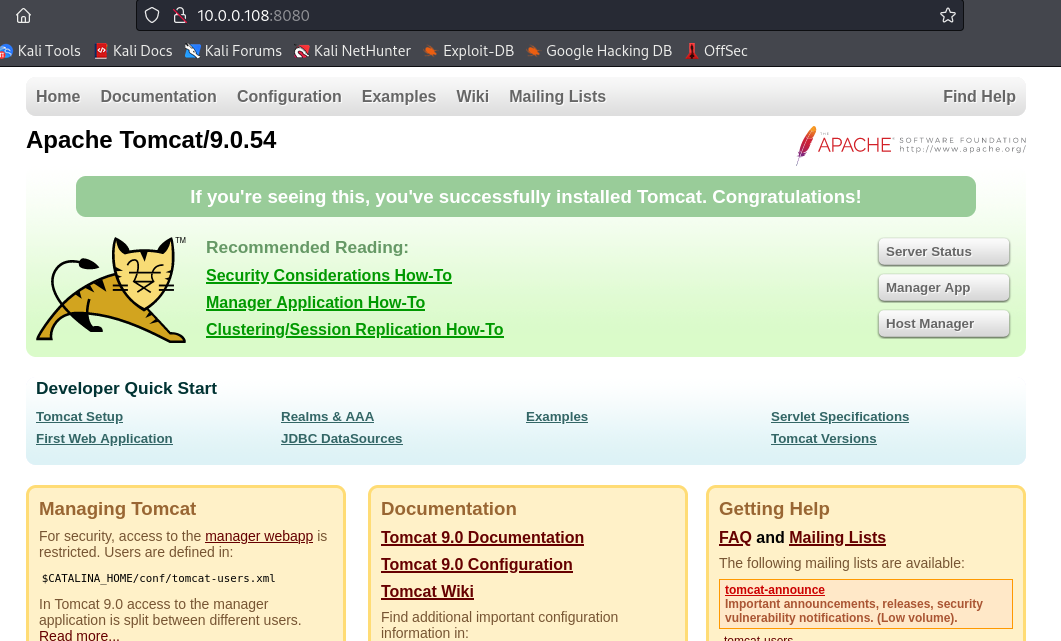 10.0.0.108:8080
Kali Tools Kali Docs Kali Forums Kali NetHunter Exploit-DB Google Hacking DB OffSec
Home Documentation Configuration Examples Wiki Mailing Lists Find Help
Apache Tomcat/9.0.54
THE
APACHE SOFTWARE FOUNDATION
http://www.apache.org/
If you're seeing this, you've successfully installed Tomcat. Congratulations!
TM
Recommended Reading:
Security Considerations How-To
Manager Application How-To
Clustering/Session Replication How-To
Server Status
Manager App
Host Manager
Developer Quick Start
Tomcat Setup
First Web Application
Realms & AAA
JDBC DataSources
Examples
Servlet Specifications
Tomcat Versions
Managing Tomcat
For security, access to the manager webapp is
restricted. Users are defined in:
$CATALINA_HOME/conf/tomcat-users.xml
In Tomcat 9.0 access to the manager
application is split between different users.
Read more...
Documentation
Tomcat 9.0 Documentation
Tomcat 9.0 Configuration
Tomcat Wiki
Find additional important configuration
information in:
Getting Help
FAQ and Mailing Lists
The following mailing lists are available:
tomcat-announce
Important announcements, releases, security
vulnerability notifications. (Low volume).
tomcat-users